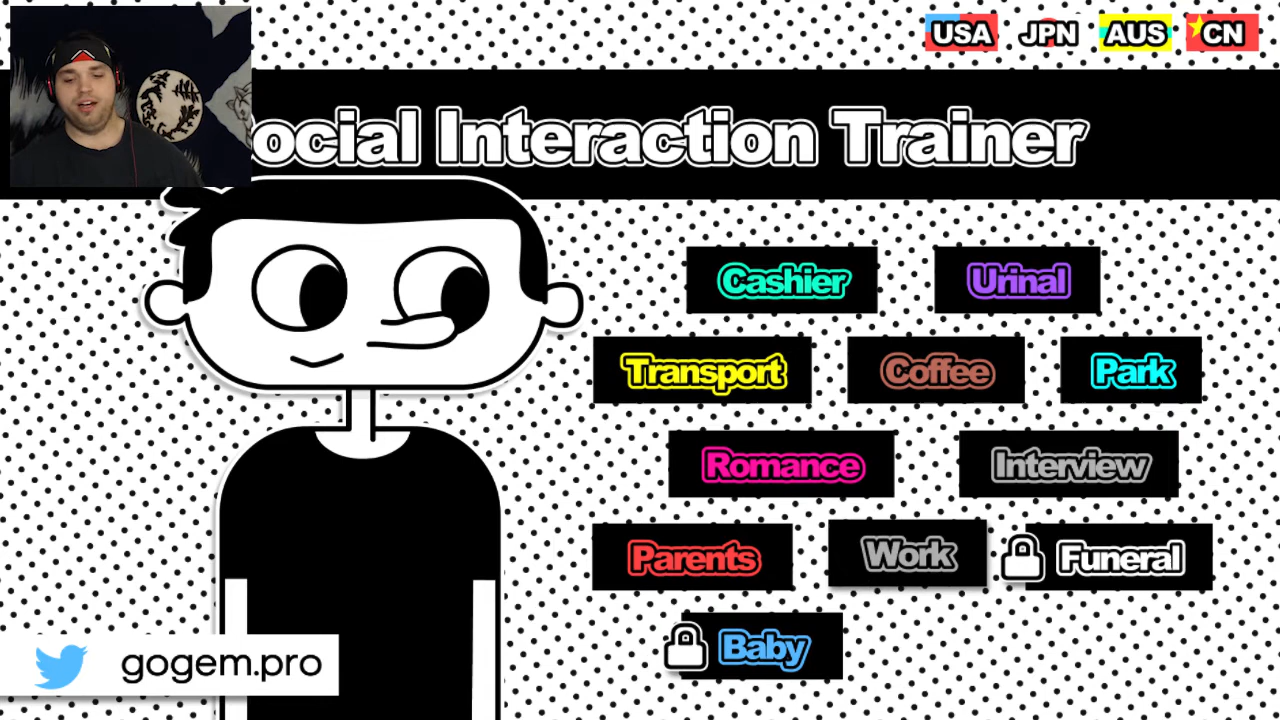 USA JPN AUS CN
ocial Interaction Trainer
Cashier Urinal
Transport Coffee Park
Romance Interview
Parents Work Funeral
Baby
gogem.pro